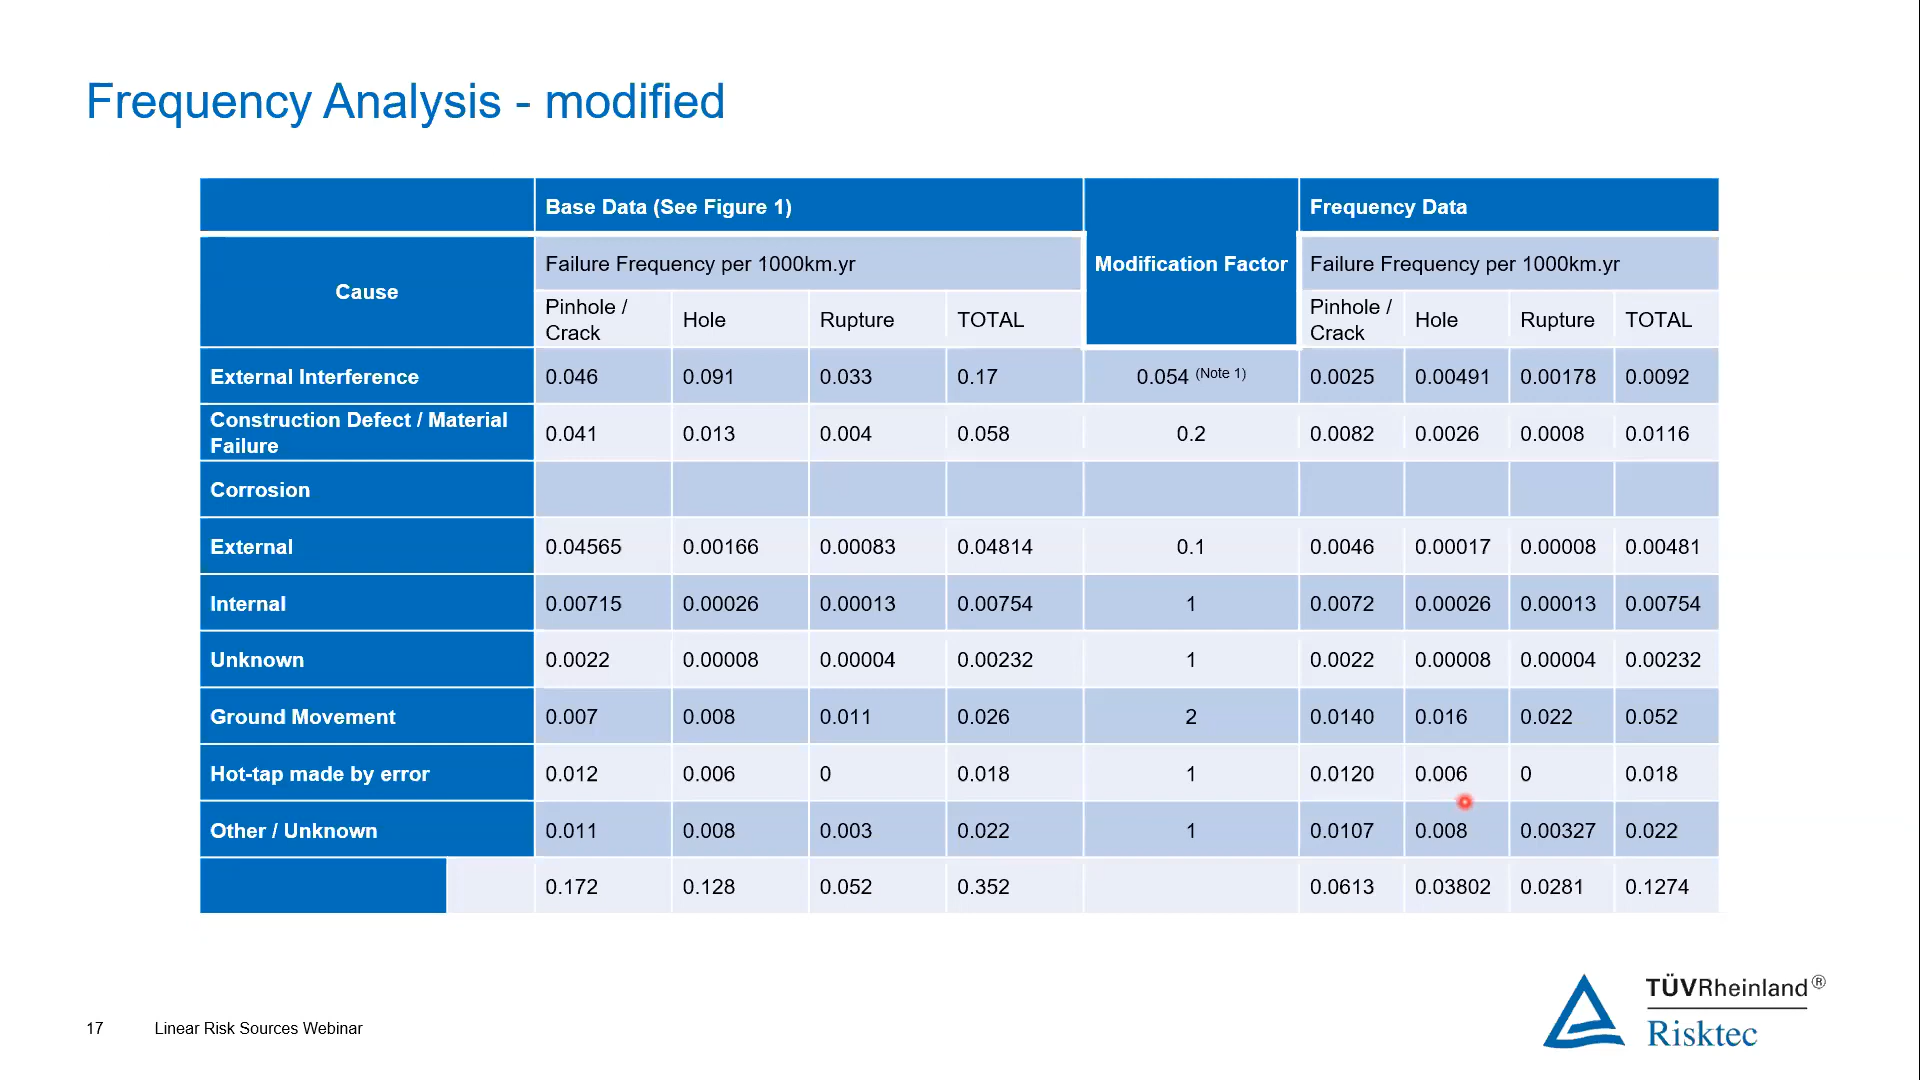 Frequency Analysis - modified
Base Data (See Figure 1)
Frequency Data
Cause
Failure Frequency per 1000km.yr
Modification Factor
Failure Frequency per 1000km.yr
Pinhole / Crack Hole Rupture TOTAL Pinhole / Crack Hole Rupture TOTAL
External Interference 0.046 0.091 0.033 0.17 0.054 (Note 1) 0.0025 0.00491 0.00178 0.0092
Construction Defect / Material Failure 0.041 0.013 0.004 0.058 0.2 0.0082 0.0026 0.0008 0.0116
Corrosion
External 0.04565 0.00166 0.00083 0.04814 0.1 0.0046 0.00017 0.00008 0.00481
Internal 0.00715 0.00026 0.00013 0.00754 1 0.0072 0.00026 0.00013 0.00754
Unknown 0.0022 0.00008 0.00004 0.00232 1 0.0022 0.00008 0.00004 0.00232
Ground Movement 0.007 0.008 0.011 0.026 2 0.0140 0.016 0.022 0.052
Hot-tap made by error 0.012 0.006 0 0.018 1 0.0120 0.006 0 0.018
Other / Unknown 0.011 0.008 0.003 0.022 1 0.0107 0.008 0.00327 0.022
0.172 0.128 0.052 0.352 0.0613 0.03802 0.0281 0.1274
17 Linear Risk Sources Webinar
TÜVRheinland®
Risktec